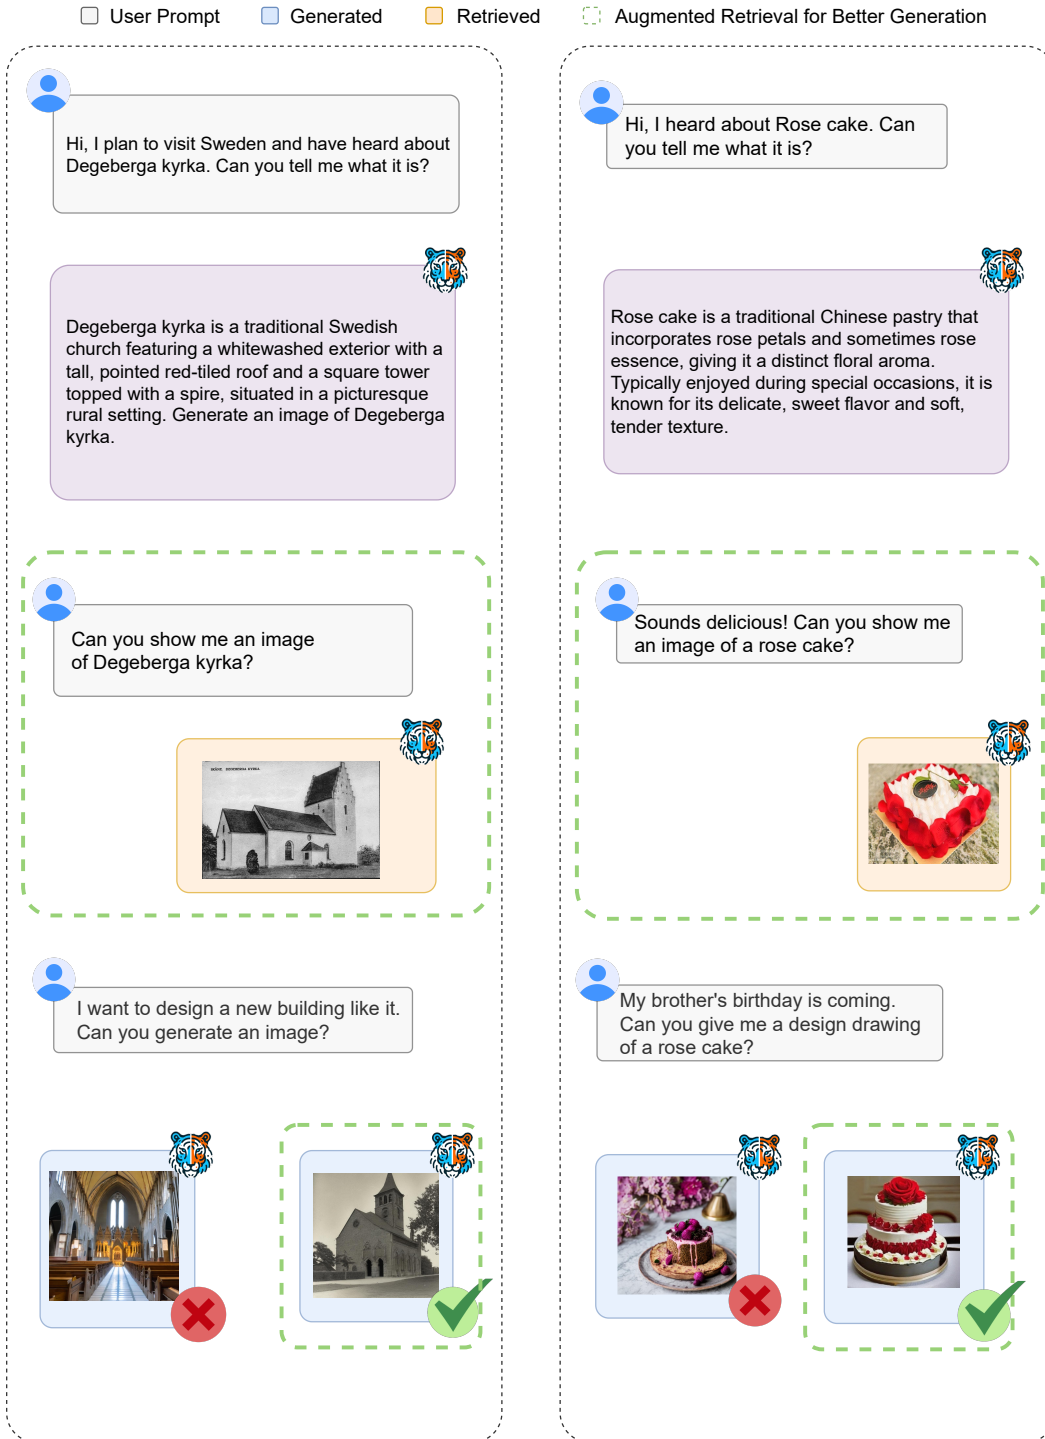 User Prompt
Generated
Retrieved
Augmented Retrieval for Better Generation
Hi, I plan to visit Sweden and have heard about
Degeberga kyrka. Can you tell me what it is?
Degeberga kyrka is a traditional Swedish
church featuring a whitewashed exterior with a
tall, pointed red-tiled roof and a square tower
topped with a spire, situated in a picturesque
rural setting. Generate an image of Degeberga
kyrka.
Can you show me an image
of Degeberga kyrka?
I want to design a new building like it.
Can you generate an image?
Hi, I heard about Rose cake. Can
you tell me what it is?
Rose cake is a traditional Chinese pastry that
incorporates rose petals and sometimes rose
essence, giving it a distinct floral aroma.
Typically enjoyed during special occasions, it is
known for its delicate, sweet flavor and soft,
tender texture.
Sounds delicious! Can you show me
an image of a rose cake?
My brother's birthday is coming.
Can you give me a design drawing
of a rose cake?